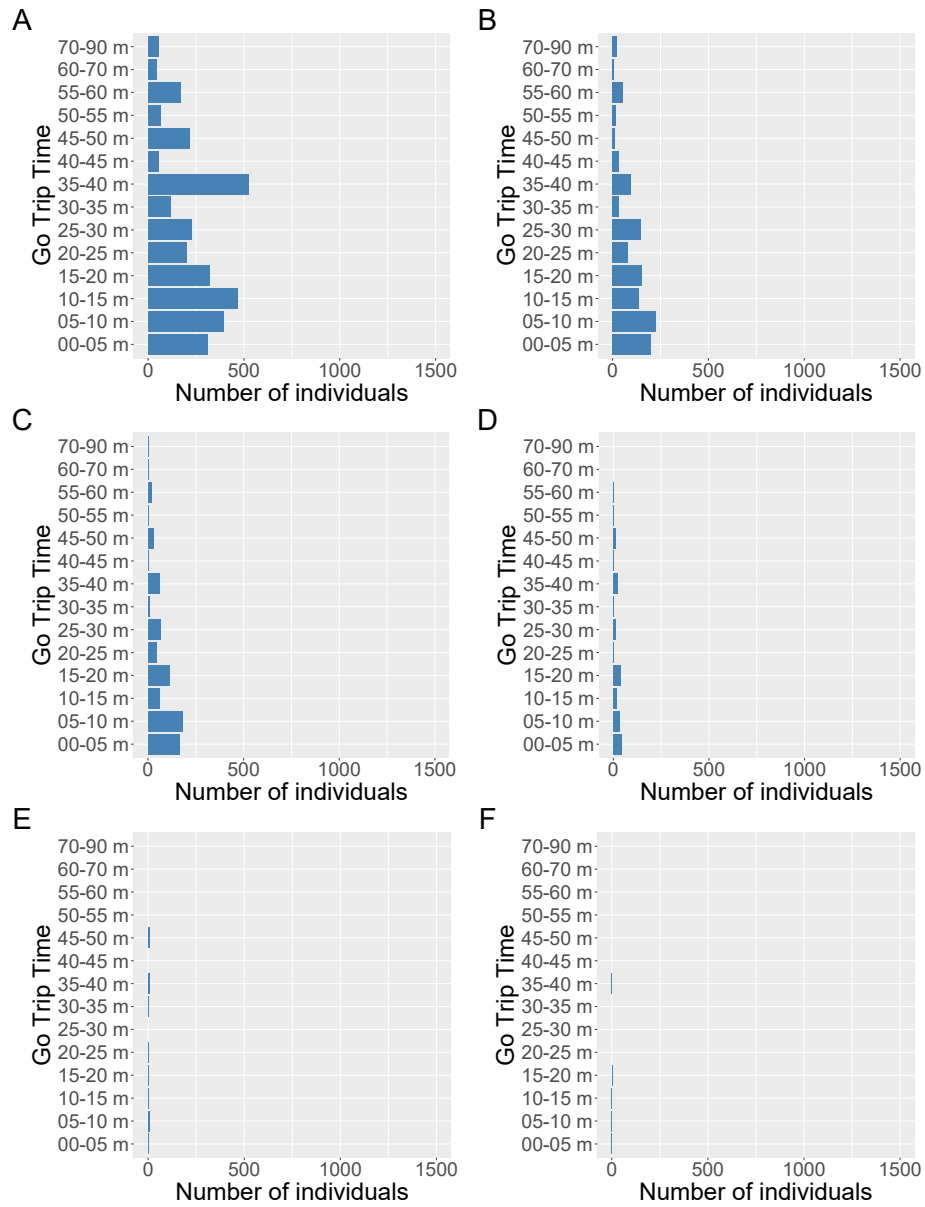 A
70-90 m
60-70 m
55-60 m
50-55 m
45-50 m
40-45 m
35-40 m
30-35 m
25-30 m
20-25 m
15-20 m
10-15 m
05-10 m
00-05 m
Go Trip Time
0 500 1000 1500
Number of individuals
B
70-90 m
60-70 m
55-60 m
50-55 m
45-50 m
40-45 m
35-40 m
30-35 m
25-30 m
20-25 m
15-20 m
10-15 m
05-10 m
00-05 m
Go Trip Time
0 500 1000 1500
Number of individuals
C
70-90 m
60-70 m
55-60 m
50-55 m
45-50 m
40-45 m
35-40 m
30-35 m
25-30 m
20-25 m
15-20 m
10-15 m
05-10 m
00-05 m
Go Trip Time
0 500 1000 1500
Number of individuals
D
70-90 m
60-70 m
55-60 m
50-55 m
45-50 m
40-45 m
35-40 m
30-35 m
25-30 m
20-25 m
15-20 m
10-15 m
05-10 m
00-05 m
Go Trip Time
0 500 1000 1500
Number of individuals
E
70-90 m
60-70 m
55-60 m
50-55 m
45-50 m
40-45 m
35-40 m
30-35 m
25-30 m
20-25 m
15-20 m
10-15 m
05-10 m
00-05 m
Go Trip Time
0 500 1000 1500
Number of individuals
F
70-90 m
60-70 m
55-60 m
50-55 m
45-50 m
40-45 m
35-40 m
30-35 m
25-30 m
20-25 m
15-20 m
10-15 m
05-10 m
00-05 m
Go Trip Time
0 500 1000 1500
Number of individuals